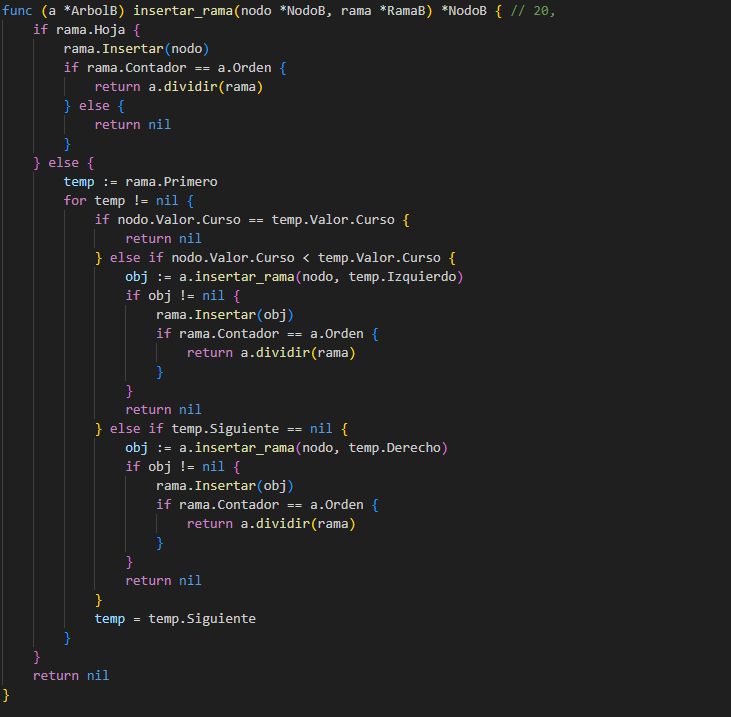 func (a *ArbolB) insertar_rama(nodo *NodoB, rama *RamaB) *NodoB { // 20,
    if rama.Hoja {
        rama.Insertar(nodo)
        if rama.Contador == a.Orden {
            return a.dividir(rama)
        } else {
            return nil
        }
    } else {
        temp := rama.Primero
        for temp != nil {
            if nodo.Valor.Curso == temp.Valor.Curso {
                return nil
            } else if nodo.Valor.Curso < temp.Valor.Curso {
                obj := a.insertar_rama(nodo, temp.Izquierdo)
                if obj != nil {
                    rama.Insertar(obj)
                    if rama.Contador == a.Orden {
                        return a.dividir(rama)
                    }
                }
                return nil
            } else if temp.Siguiente == nil {
                obj := a.insertar_rama(nodo, temp.Derecho)
                if obj != nil {
                    rama.Insertar(obj)
                    if rama.Contador == a.Orden {
                        return a.dividir(rama)
                    }
                }
                return nil
            }
            temp = temp.Siguiente
        }
    }
    return nil
}